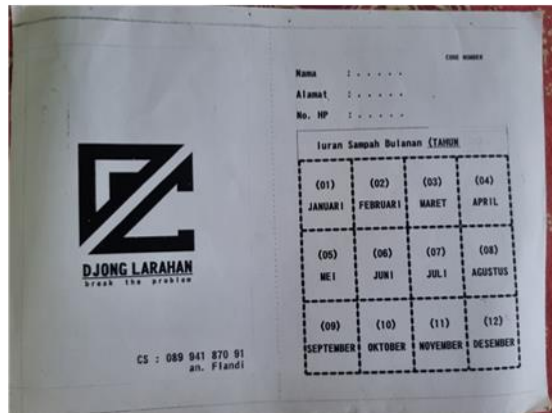 DJONG LARAHAN
break the problem
CS : 089 941 870 91
an. Flandi
CODE NUMBER
Nama : . . . . .
Alamat : . . . . .
No. HP : . . . . .
Iuran Sampah Bulanan (TAHUN
(01) (02) (03) (04)
JANUARI FEBRUARI MARET APRIL
(05) (06) (07) (08)
MEI JUNI JULI AGUSTUS
(09) (10) (11) (12)
SEPTEMBER OKTOBER NOVEMBER DESEMBER